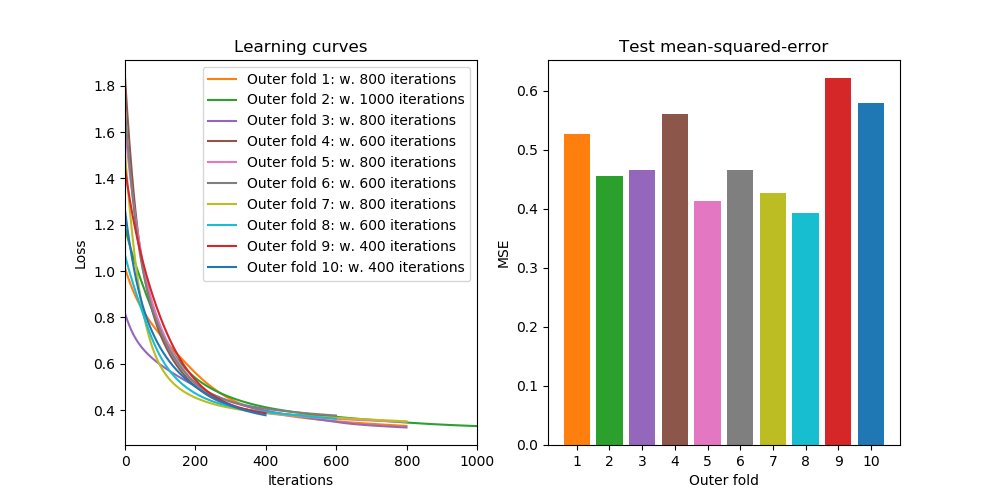 Learning curves
Loss
1.8
1.6
1.4
1.2
1.0
0.8
0.6
0.4
Outer fold 1: w. 800 iterations
Outer fold 2: w. 1000 iterations
Outer fold 3: w. 800 iterations
Outer fold 4: w. 600 iterations
Outer fold 5: w. 800 iterations
Outer fold 6: w. 600 iterations
Outer fold 7: w. 800 iterations
Outer fold 8: w. 600 iterations
Outer fold 9: w. 400 iterations
Outer fold 10: w. 400 iterations
0 200 400 600 800 1000
Iterations
Test mean-squared-error
MSE
0.6
0.5
0.4
0.3
0.2
0.1
0.0
1 2 3 4 5 6 7 8 9 10
Outer fold